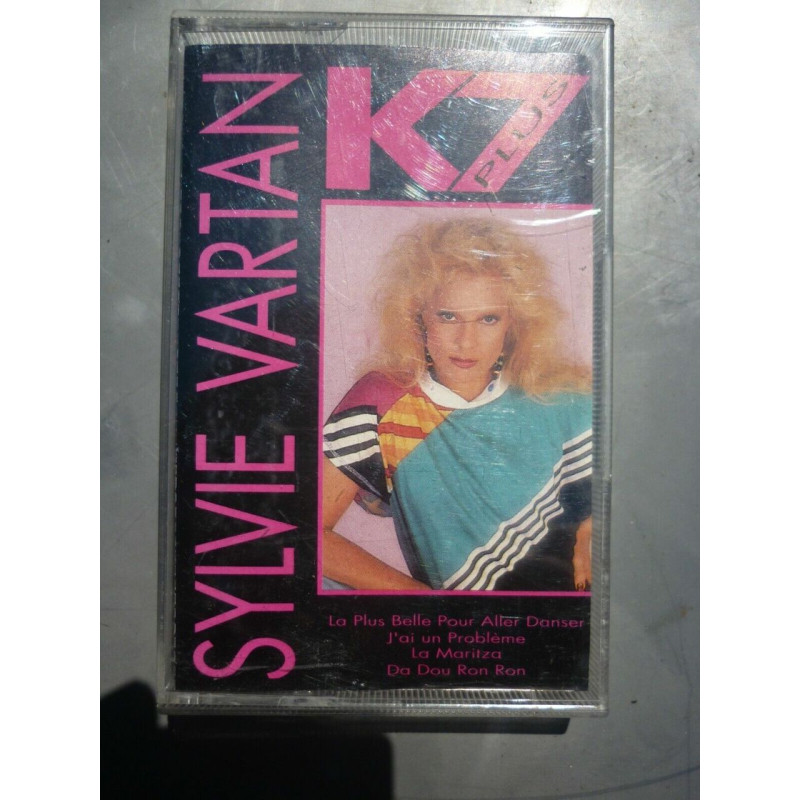 SYLVIE VARTAN
K7
PLUS
La Plus Belle Pour Aller Danser
J'ai un Problème
La Maritza
Da Dou Ron Ron